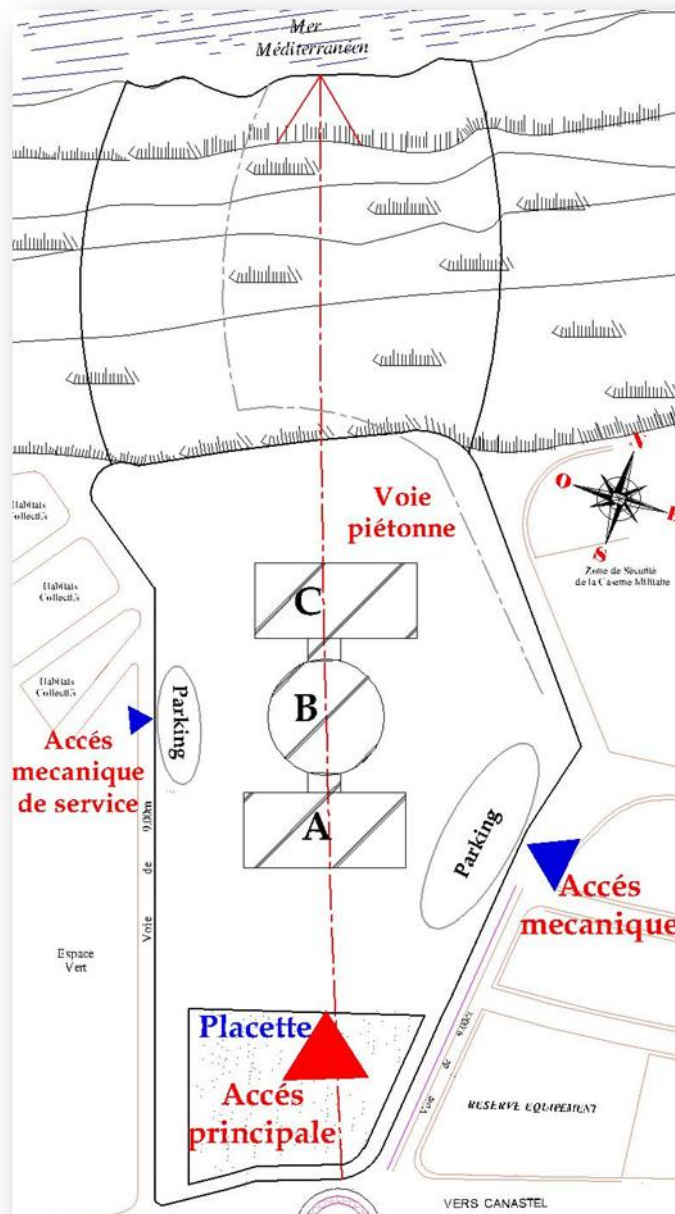 Mer
Méditerranéen
Voie
piétonne
N
O
E
S
Zone de Sécurité
de la Caserne Militaire
Habitats
Collectifs
Habitats
Collectifs
Habitats
Collectifs
C
B
A
Parking
Accés
mecanique
de service
Voie de 9.00m
Parking
Accés
mecanique
Espace
Vert
Placette
Accés
principale
Voie de
RESERVE EQUIPEMENT
VERS CANASTEL